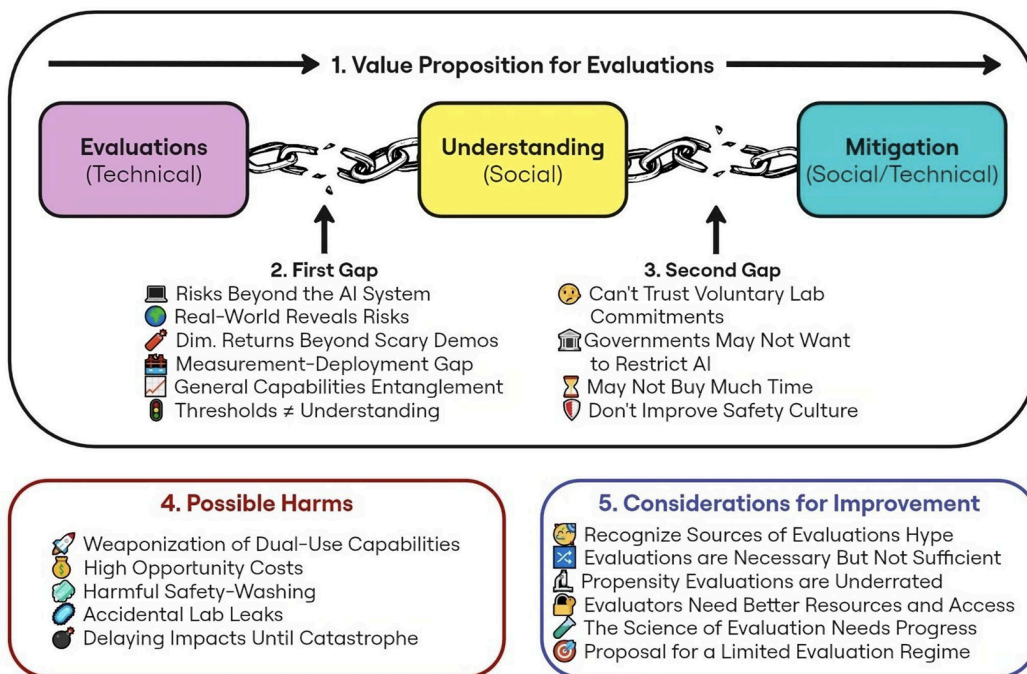 1. Value Proposition for Evaluations
Evaluations
(Technical)
Understanding
(Social)
Mitigation
(Social/Technical)
2. First Gap
Risks Beyond the AI System
Real-World Reveals Risks
Dim. Returns Beyond Scary Demos
Measurement-Deployment Gap
General Capabilities Entanglement
Thresholds ≠ Understanding
3. Second Gap
Can't Trust Voluntary Lab
Commitments
Governments May Not Want
to Restrict AI
May Not Buy Much Time
Don't Improve Safety Culture
4. Possible Harms
Weaponization of Dual-Use Capabilities
High Opportunity Costs
Harmful Safety-Washing
Accidental Lab Leaks
Delaying Impacts Until Catastrophe
5. Considerations for Improvement
Recognize Sources of Evaluations Hype
Evaluations are Necessary But Not Sufficient
Propensity Evaluations are Underrated
Evaluators Need Better Resources and Access
The Science of Evaluation Needs Progress
Proposal for a Limited Evaluation Regime